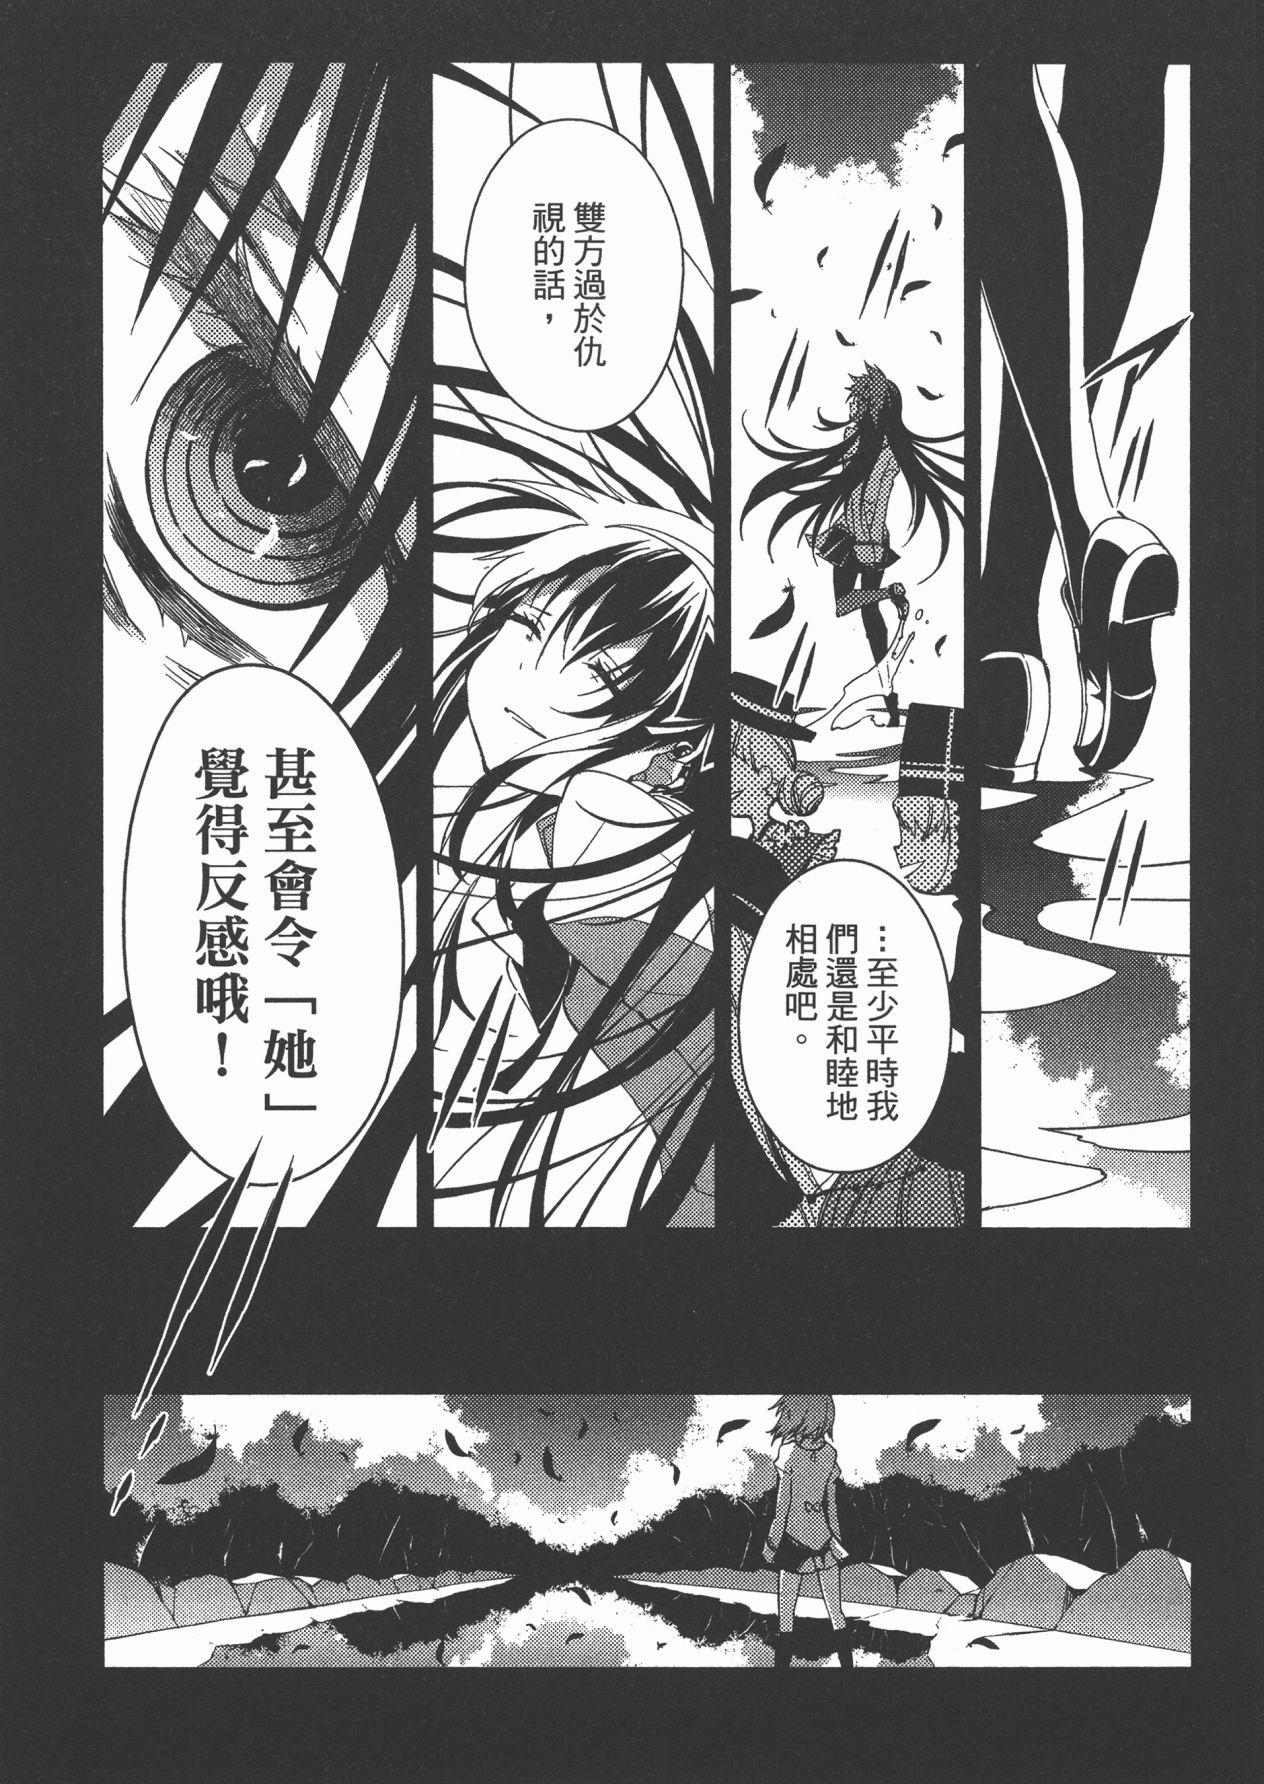 …至少平時我
們還是和睦地
相處吧。
雙方過於仇
視的話，
甚至會令「她」
覺得反感哦！